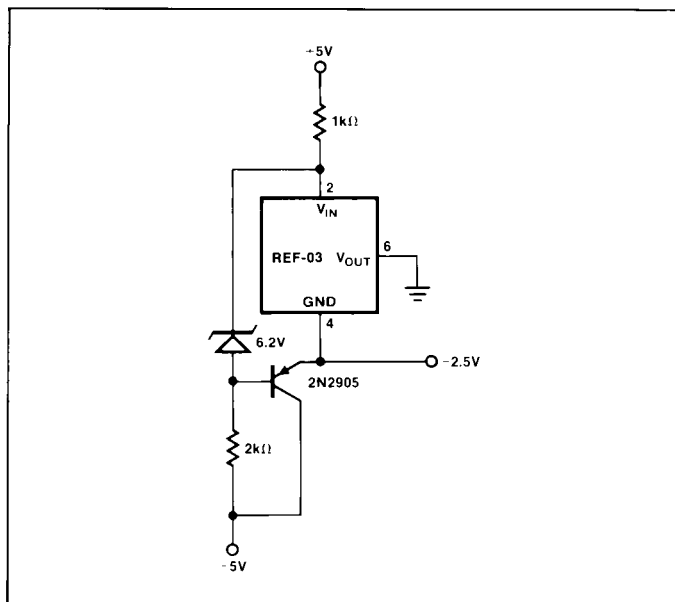 +5V
1kΩ
2
VIN
REF-03 VOUT 6
GND
4
6.2V
2N2905
-2.5V
2kΩ
-5V